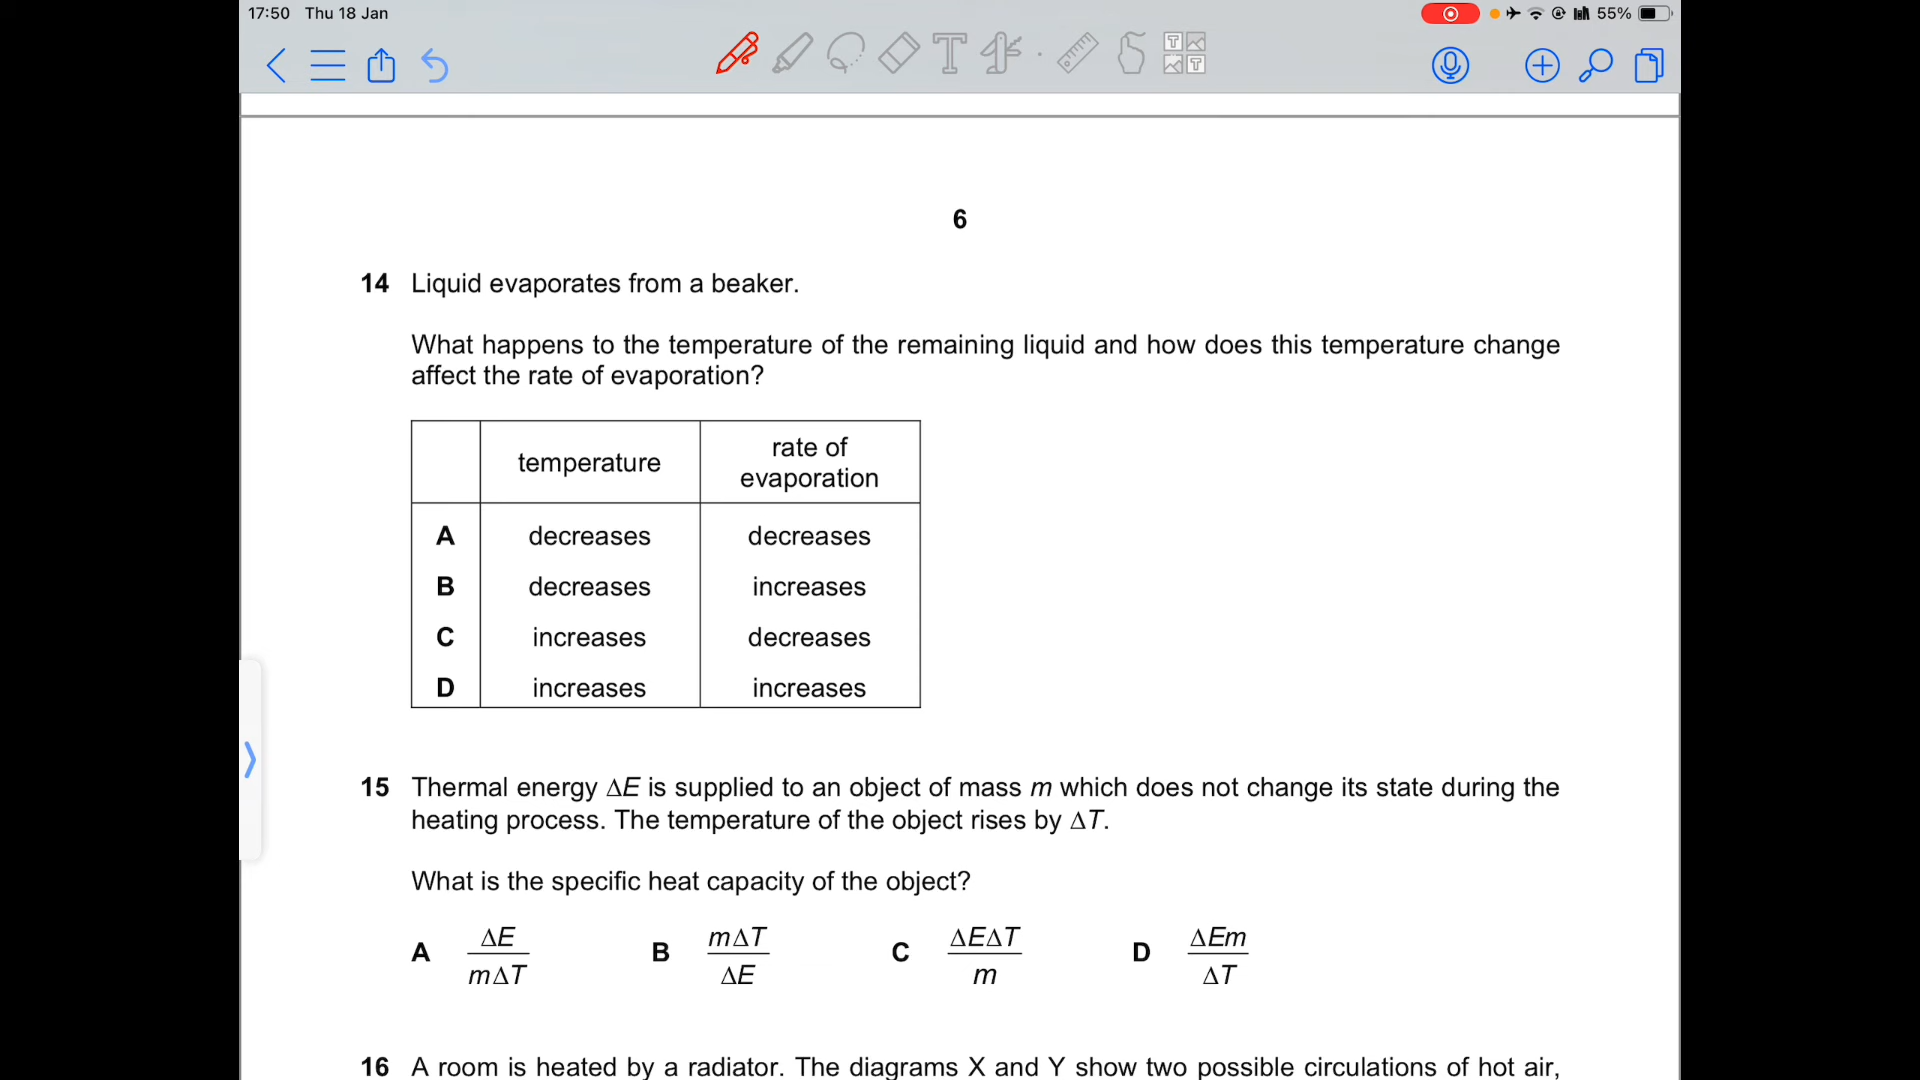 17:50 Thu 18 Jan
55%
6
14 Liquid evaporates from a beaker.
What happens to the temperature of the remaining liquid and how does this temperature change
affect the rate of evaporation?
temperature
rate of
evaporation
A decreases decreases
B decreases increases
C increases decreases
D increases increases
15 Thermal energy ΔE is supplied to an object of mass m which does not change its state during the
heating process. The temperature of the object rises by ΔT.
What is the specific heat capacity of the object?
A ΔE / mΔT B mΔT / ΔE C ΔEΔT / m D ΔEm / ΔT
16 A room is heated by a radiator. The diagrams X and Y show two possible circulations of hot air,